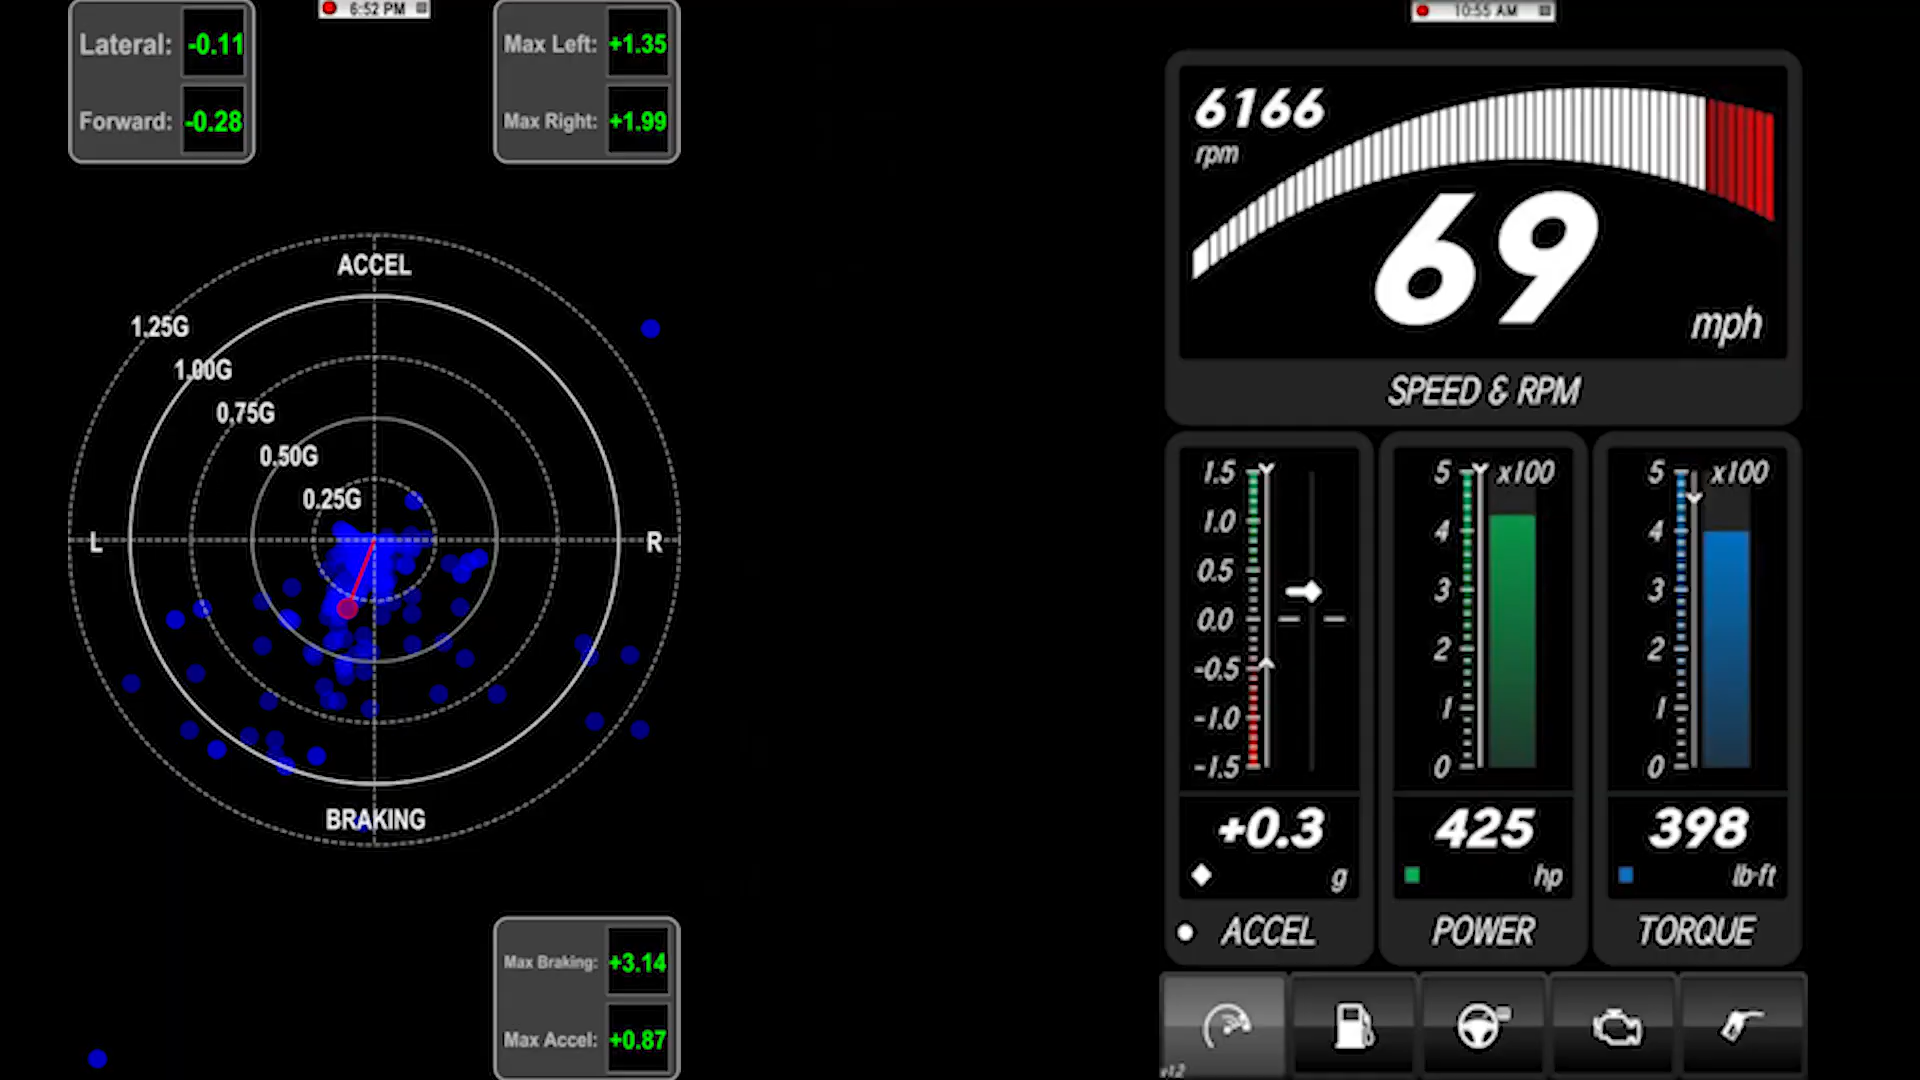 6:52 PM
Lateral: -0.11
Forward: -0.28
Max Left: +1.35
Max Right: +1.99
ACCEL
1.25G
1.00G
0.75G
0.50G
0.25G
L
R
BRAKING
Max Braking: +3.14
Max Accel: +0.87
10:55 AM
6166
rpm
69
mph
SPEED & RPM
1.5
1.0
0.5
0.0
-0.5
-1.0
-1.5
+0.3
g
ACCEL
5 x100
4
3
2
1
0
425
hp
POWER
5 x100
4
3
2
1
0
398
lb-ft
TORQUE
v1.2